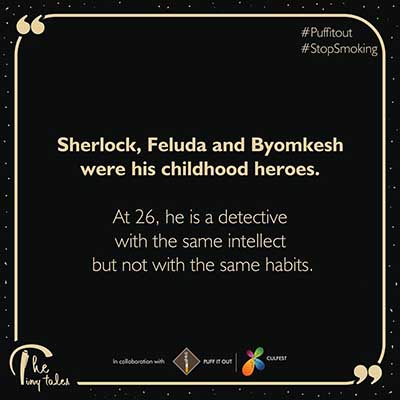 #Puffitout
#StopSmoking
Sherlock, Feluda and Byomkesh
were his childhood heroes.
At 26, he is a detective
with the same intellect
but not with the same habits.
The
Tiny tales
In collaboration with
PUFF IT OUT
CULFEST